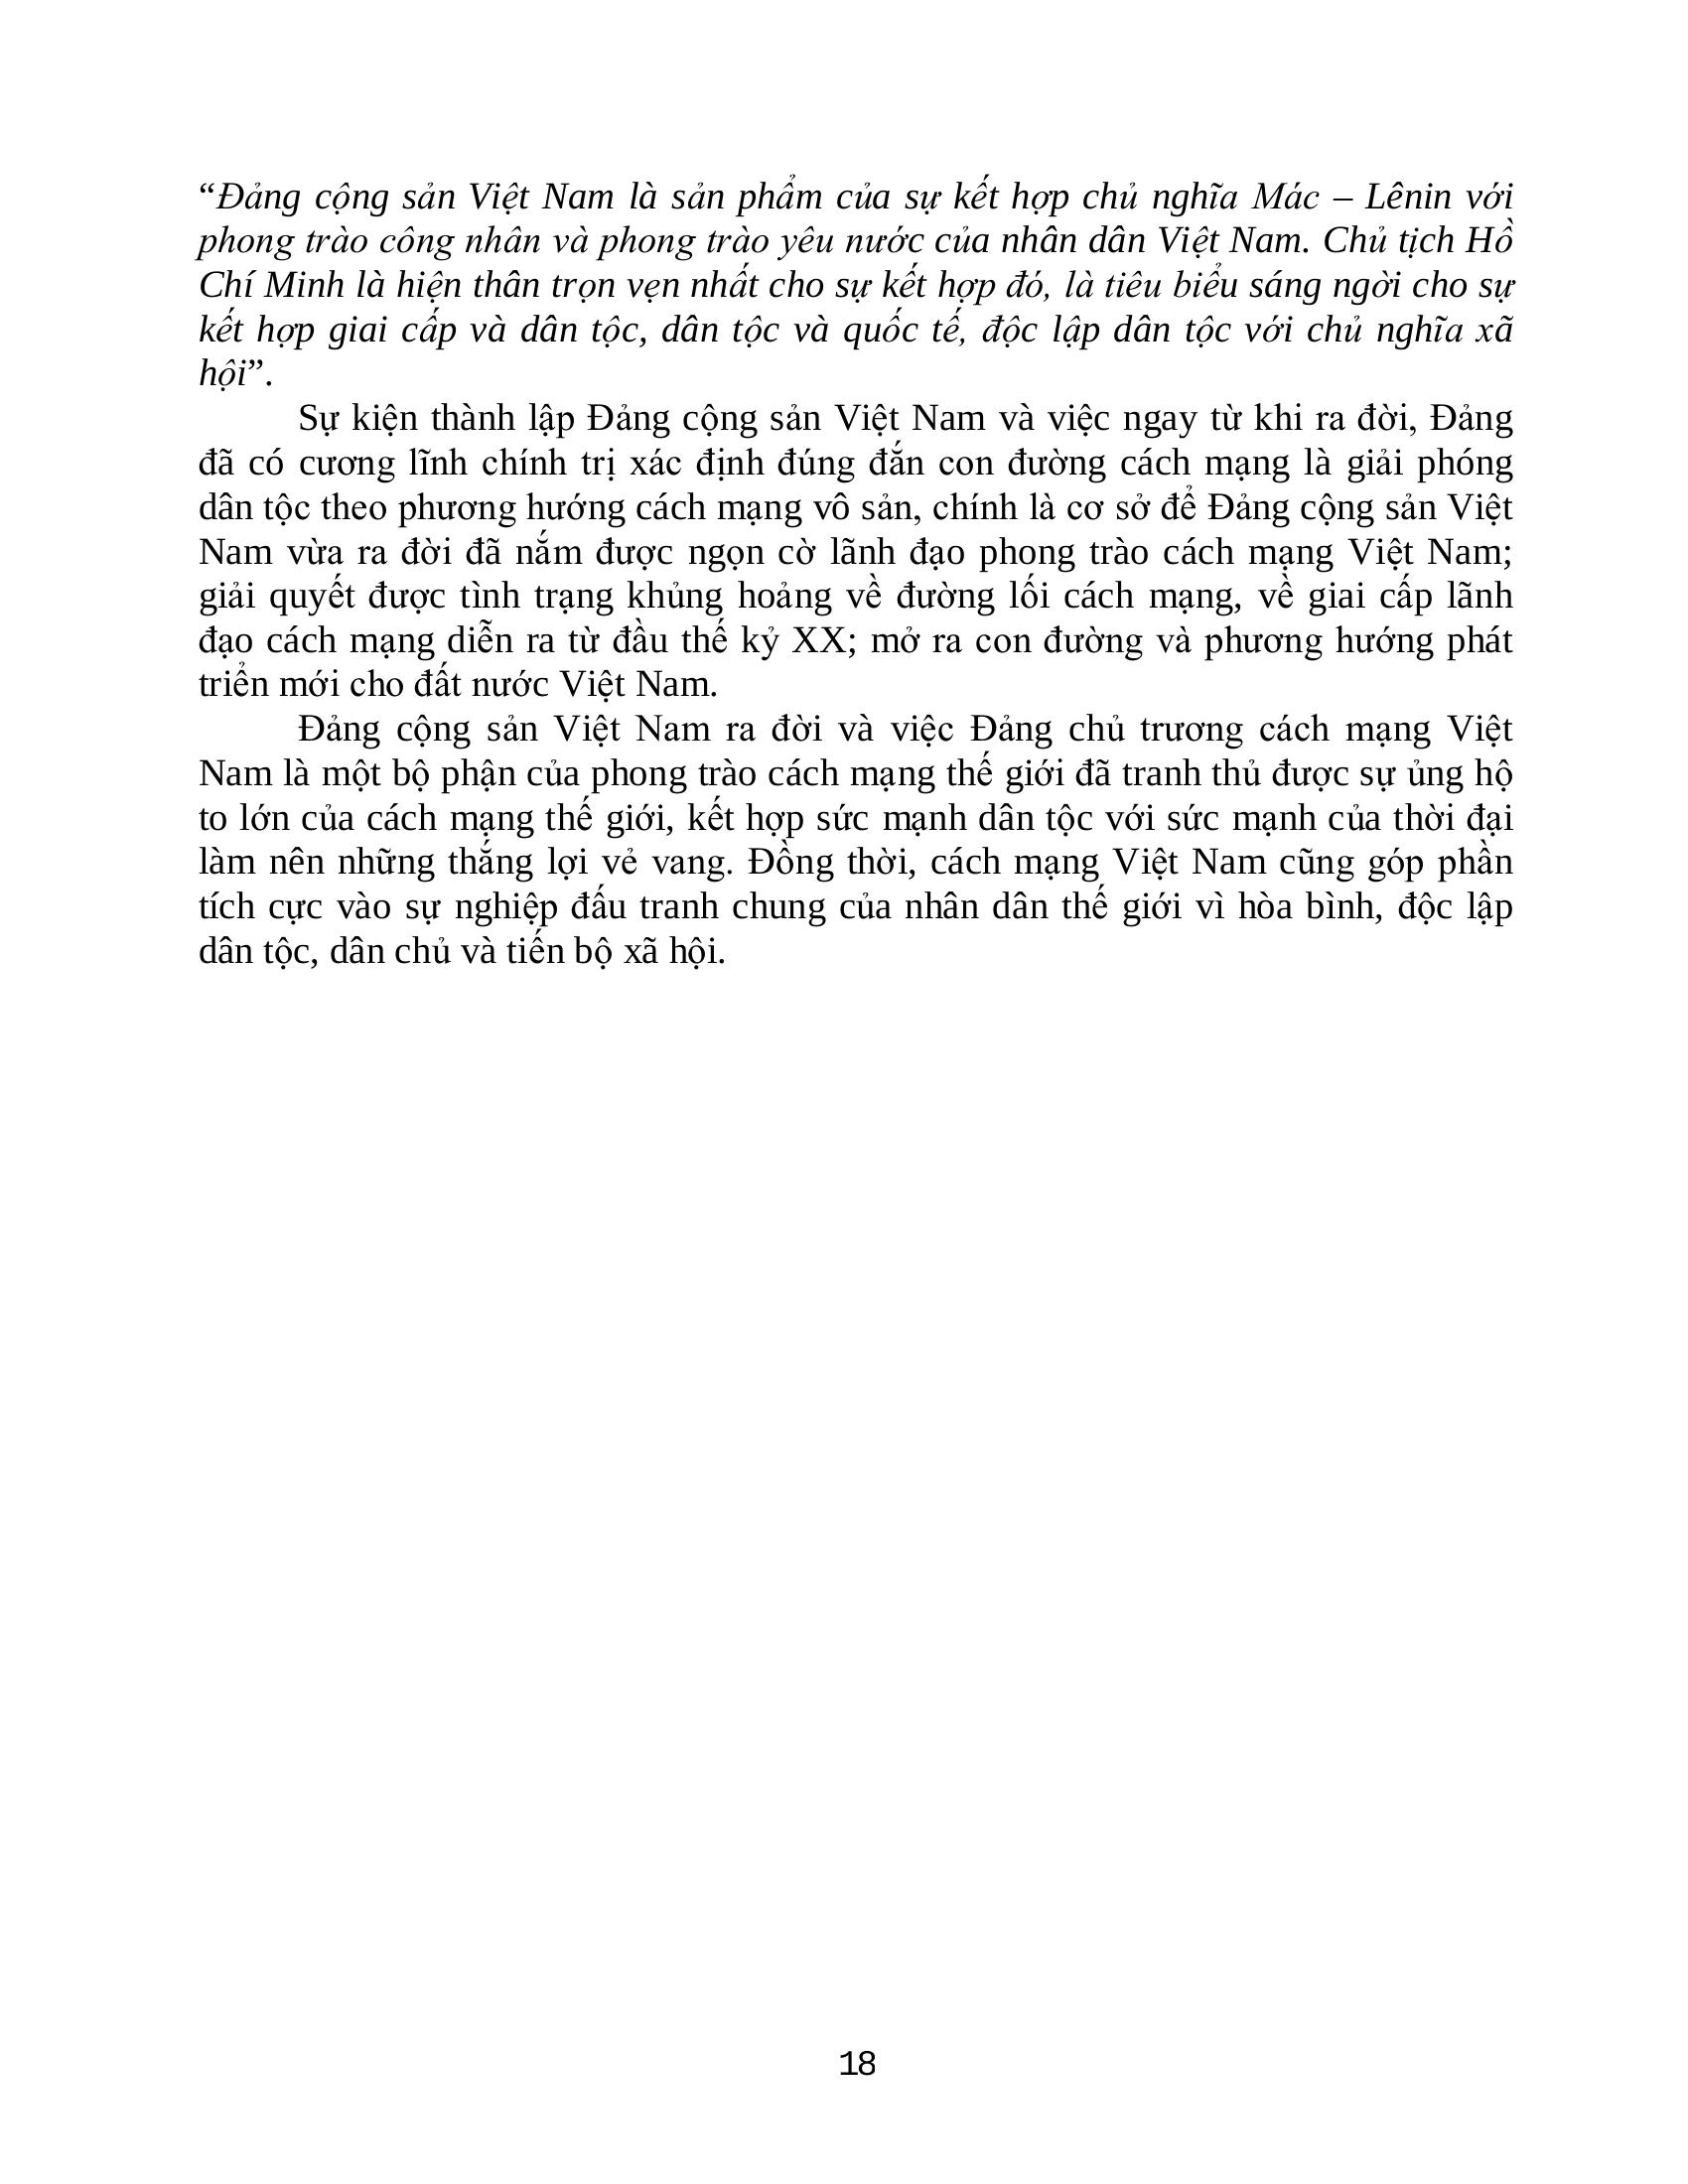 “Đảng cộng sản Việt Nam là sản phẩm của sự kết hợp chủ nghĩa Mác – Lênin với
phong trào công nhân và phong trào yêu nước của nhân dân Việt Nam. Chủ tịch Hồ
Chí Minh là hiện thân trọn vẹn nhất cho sự kết hợp đó, là tiêu biểu sáng ngời cho sự
kết hợp giai cấp và dân tộc, dân tộc và quốc tế, độc lập dân tộc với chủ nghĩa xã
hội”.
Sự kiện thành lập Đảng cộng sản Việt Nam và việc ngay từ khi ra đời, Đảng
đã có cương lĩnh chính trị xác định đúng đắn con đường cách mạng là giải phóng
dân tộc theo phương hướng cách mạng vô sản, chính là cơ sở để Đảng cộng sản Việt
Nam vừa ra đời đã nắm được ngọn cờ lãnh đạo phong trào cách mạng Việt Nam;
giải quyết được tình trạng khủng hoảng về đường lối cách mạng, về giai cấp lãnh
đạo cách mạng diễn ra từ đầu thế kỷ XX; mở ra con đường và phương hướng phát
triển mới cho đất nước Việt Nam.
Đảng cộng sản Việt Nam ra đời và việc Đảng chủ trương cách mạng Việt
Nam là một bộ phận của phong trào cách mạng thế giới đã tranh thủ được sự ủng hộ
to lớn của cách mạng thế giới, kết hợp sức mạnh dân tộc với sức mạnh của thời đại
làm nên những thắng lợi vẻ vang. Đồng thời, cách mạng Việt Nam cũng góp phần
tích cực vào sự nghiệp đấu tranh chung của nhân dân thế giới vì hòa bình, độc lập
dân tộc, dân chủ và tiến bộ xã hội.
18